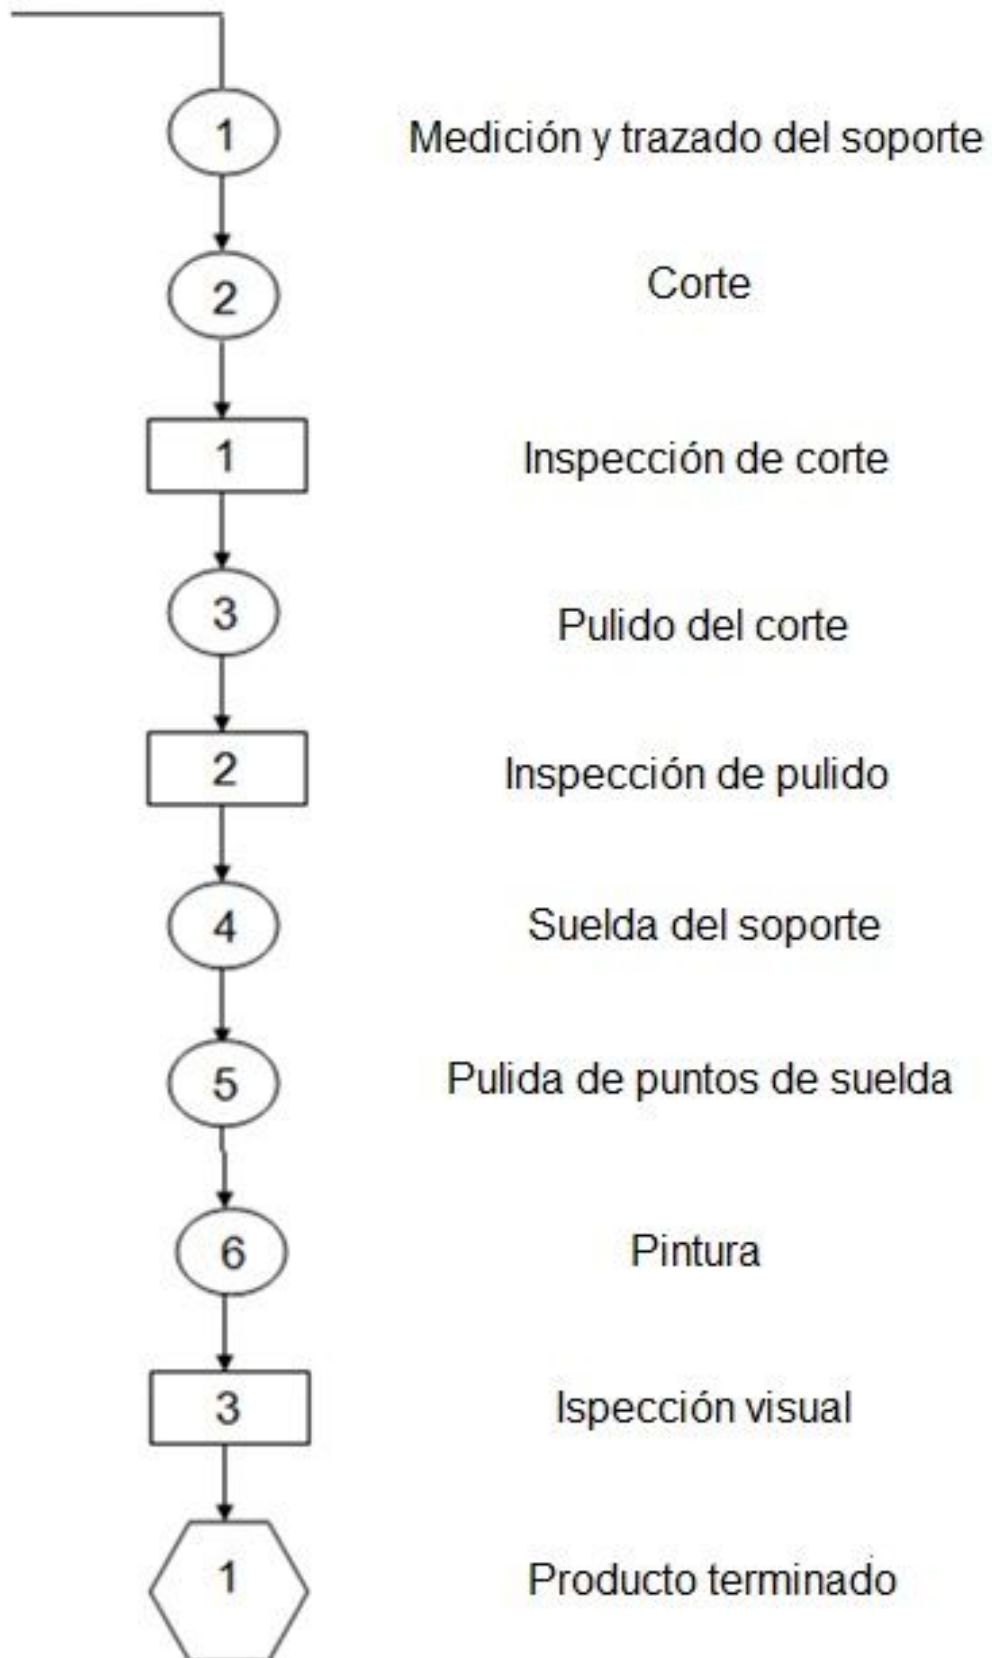 1 Medición y trazado del soporte
2 Corte
1 Inspección de corte
3 Pulido del corte
2 Inspección de pulido
4 Suelda del soporte
5 Pulida de puntos de suelda
6 Pintura
3 Ispección visual
1 Producto terminado